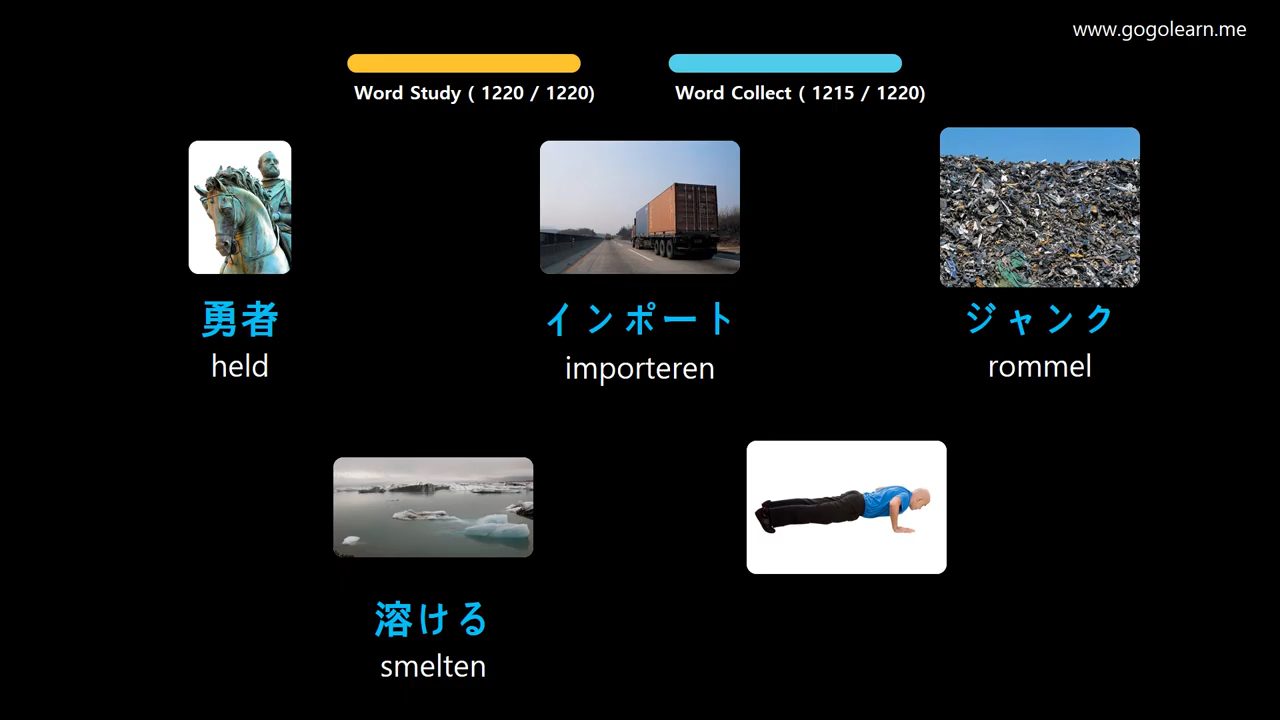 www.gogolearn.me
Word Study ( 1220 / 1220)
Word Collect ( 1215 / 1220)
勇者
held
インポート
importeren
ジャンク
rommel
溶ける
smelten